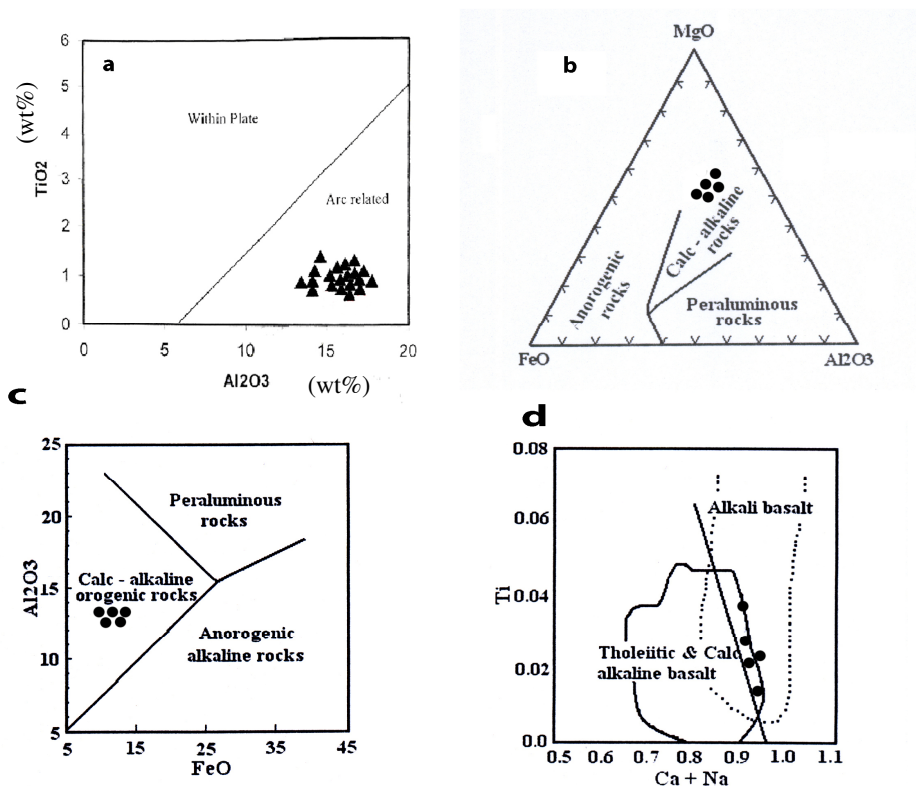 a
6
5
4
3
2
1
0
TiO2 (wt%)
Within Plate
Arc related
0 5 10 15 20
Al2O3 (wt%)
b
MgO
Anorogenic
rocks
Calc - alkaline
rocks
Peraluminous
rocks
FeO
Al2O3
c
25
20
15
10
5
Al2O3
Peraluminous
rocks
Calc - alkaline
orogenic rocks
Anorogenic
alkaline rocks
5 15 25 35 45
FeO
d
0.08
0.06
0.04
0.02
0.0
Ti
Alkali basalt
Tholeiitic & Calc
alkaline basalt
0.5 0.6 0.7 0.8 0.9 1.0 1.1
Ca + Na